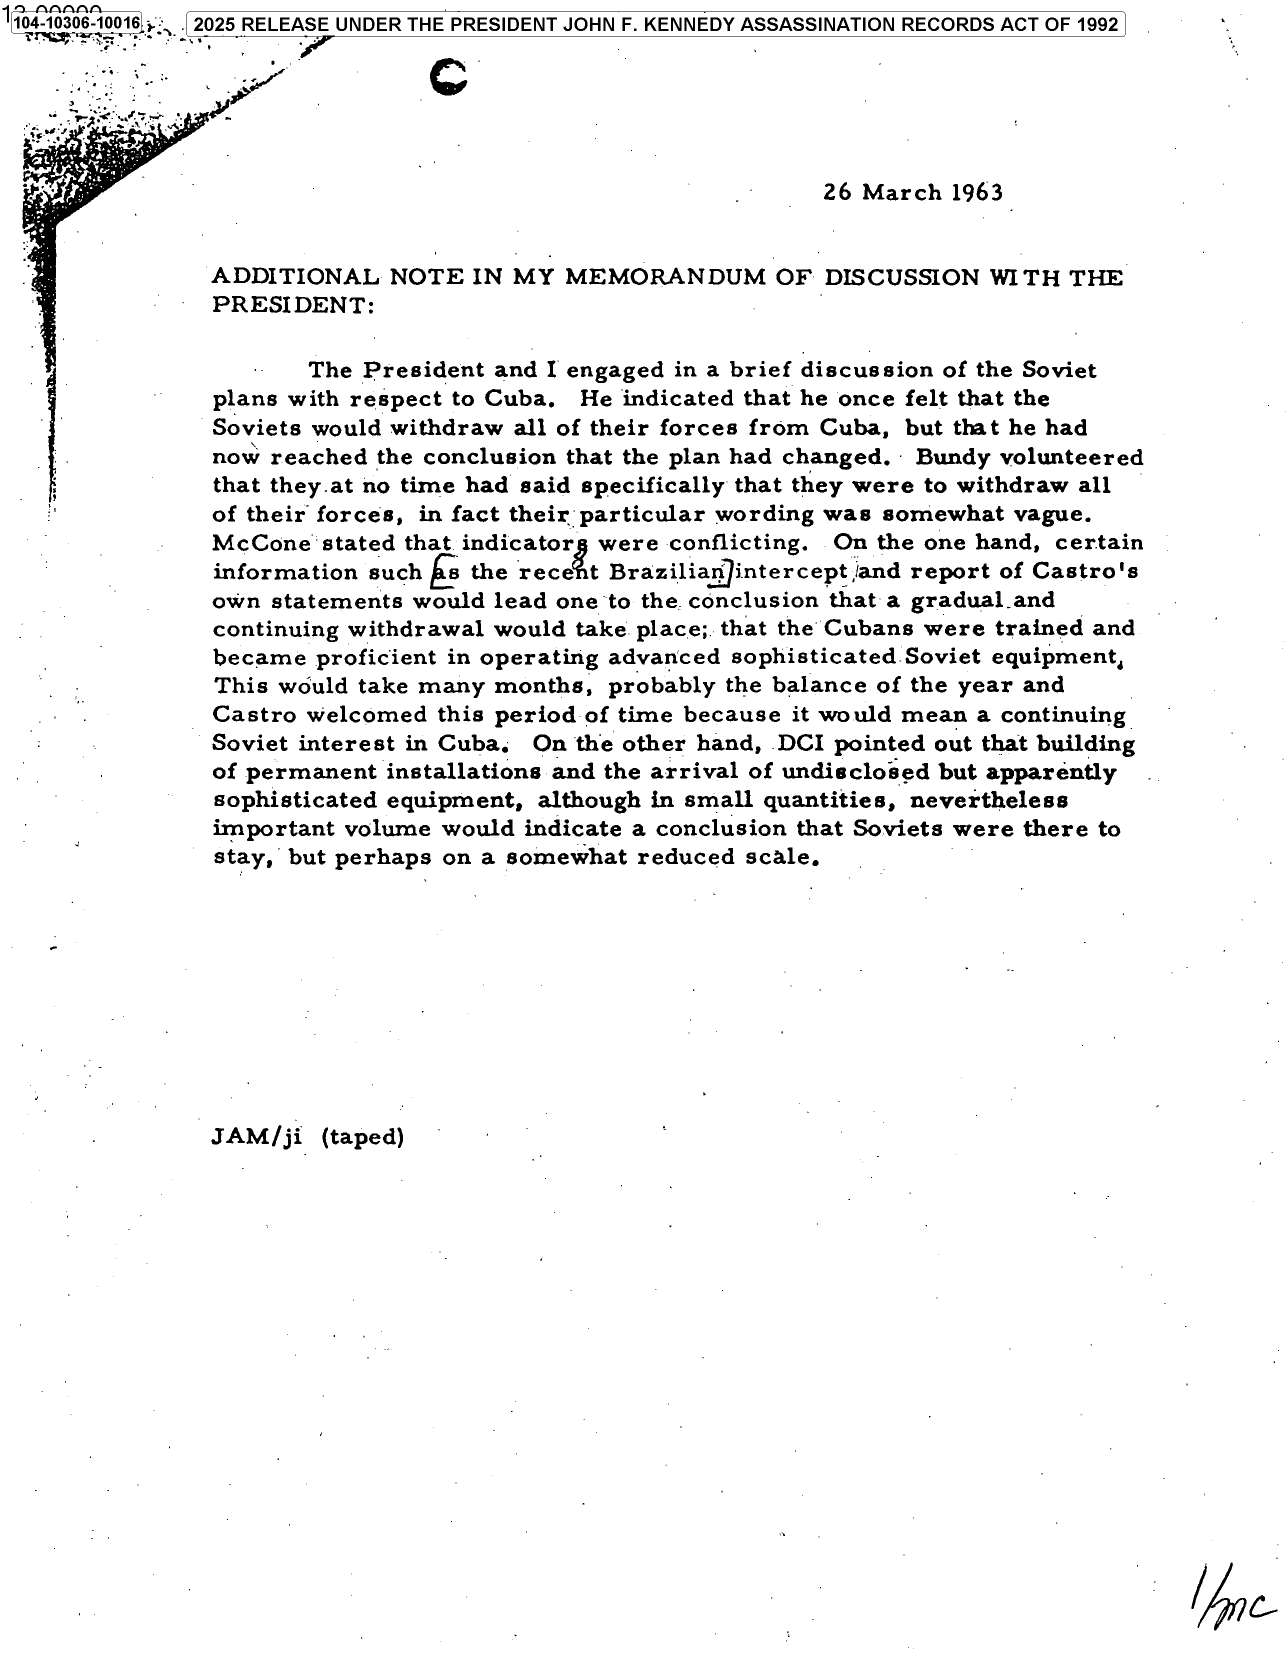 104-10306-10016
2025 RELEASE UNDER THE PRESIDENT JOHN F. KENNEDY ASSASSINATION RECORDS ACT OF 1992
C
26 March 1963
ADDITIONAL NOTE IN MY MEMORANDUM OF DISCUSSION WITH THE
PRESIDENT:
The President and I engaged in a brief discussion of the Soviet
plans with respect to Cuba. He indicated that he once felt that the
Soviets would withdraw all of their forces from Cuba, but that he had
now reached the conclusion that the plan had changed. Bundy volunteered
that they at no time had said specifically that they were to withdraw all
of their forces, in fact their particular wording was somewhat vague.
McCone stated that indicators were conflicting. On the one hand, certain
information such [as the recent Brazilian] intercept and report of Castro's
own statements would lead one to the conclusion that a gradual and
continuing withdrawal would take place; that the Cubans were trained and
became proficient in operating advanced sophisticated Soviet equipment.
This would take many months, probably the balance of the year and
Castro welcomed this period of time because it would mean a continuing
Soviet interest in Cuba. On the other hand, DCI pointed out that building
of permanent installations and the arrival of undisclosed but apparently
sophisticated equipment, although in small quantities, nevertheless
important volume would indicate a conclusion that Soviets were there to
stay, but perhaps on a somewhat reduced scale.
JAM/ji (taped)
1/mc